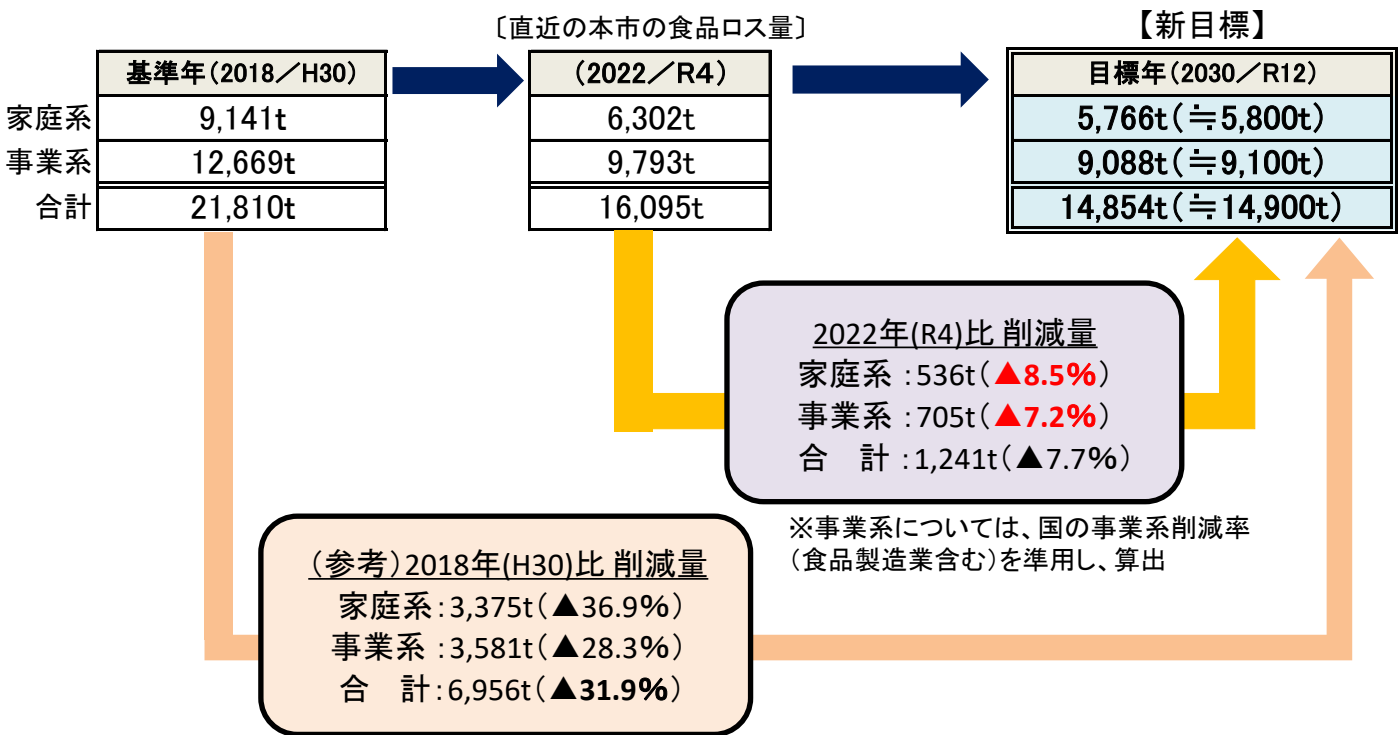 〔直近の本市の食品ロス量〕
【新目標】
基準年(2018／H30)
(2022／R4)
目標年(2030／R12)
家庭系 9,141t 6,302t 5,766t(≒5,800t)
事業系 12,669t 9,793t 9,088t(≒9,100t)
合計 21,810t 16,095t 14,854t(≒14,900t)
2022年(R4)比 削減量
家庭系：536t(▲8.5%)
事業系：705t(▲7.2%)
合　計：1,241t(▲7.7%)
※事業系については、国の事業系削減率
(食品製造業含む)を準用し、算出
(参考)2018年(H30)比 削減量
家庭系：3,375t(▲36.9%)
事業系：3,581t(▲28.3%)
合　計：6,956t(▲31.9%)